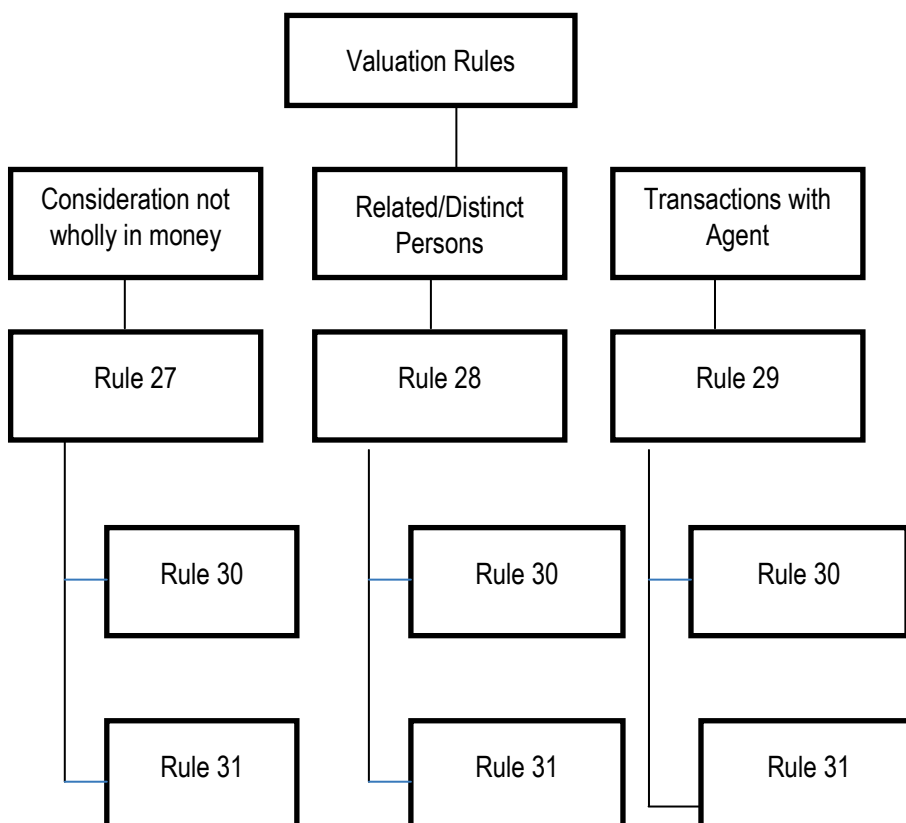 Valuation Rules
Consideration not
wholly in money
Related/Distinct
Persons
Transactions with
Agent
Rule 27
Rule 28
Rule 29
Rule 30
Rule 30
Rule 30
Rule 31
Rule 31
Rule 31